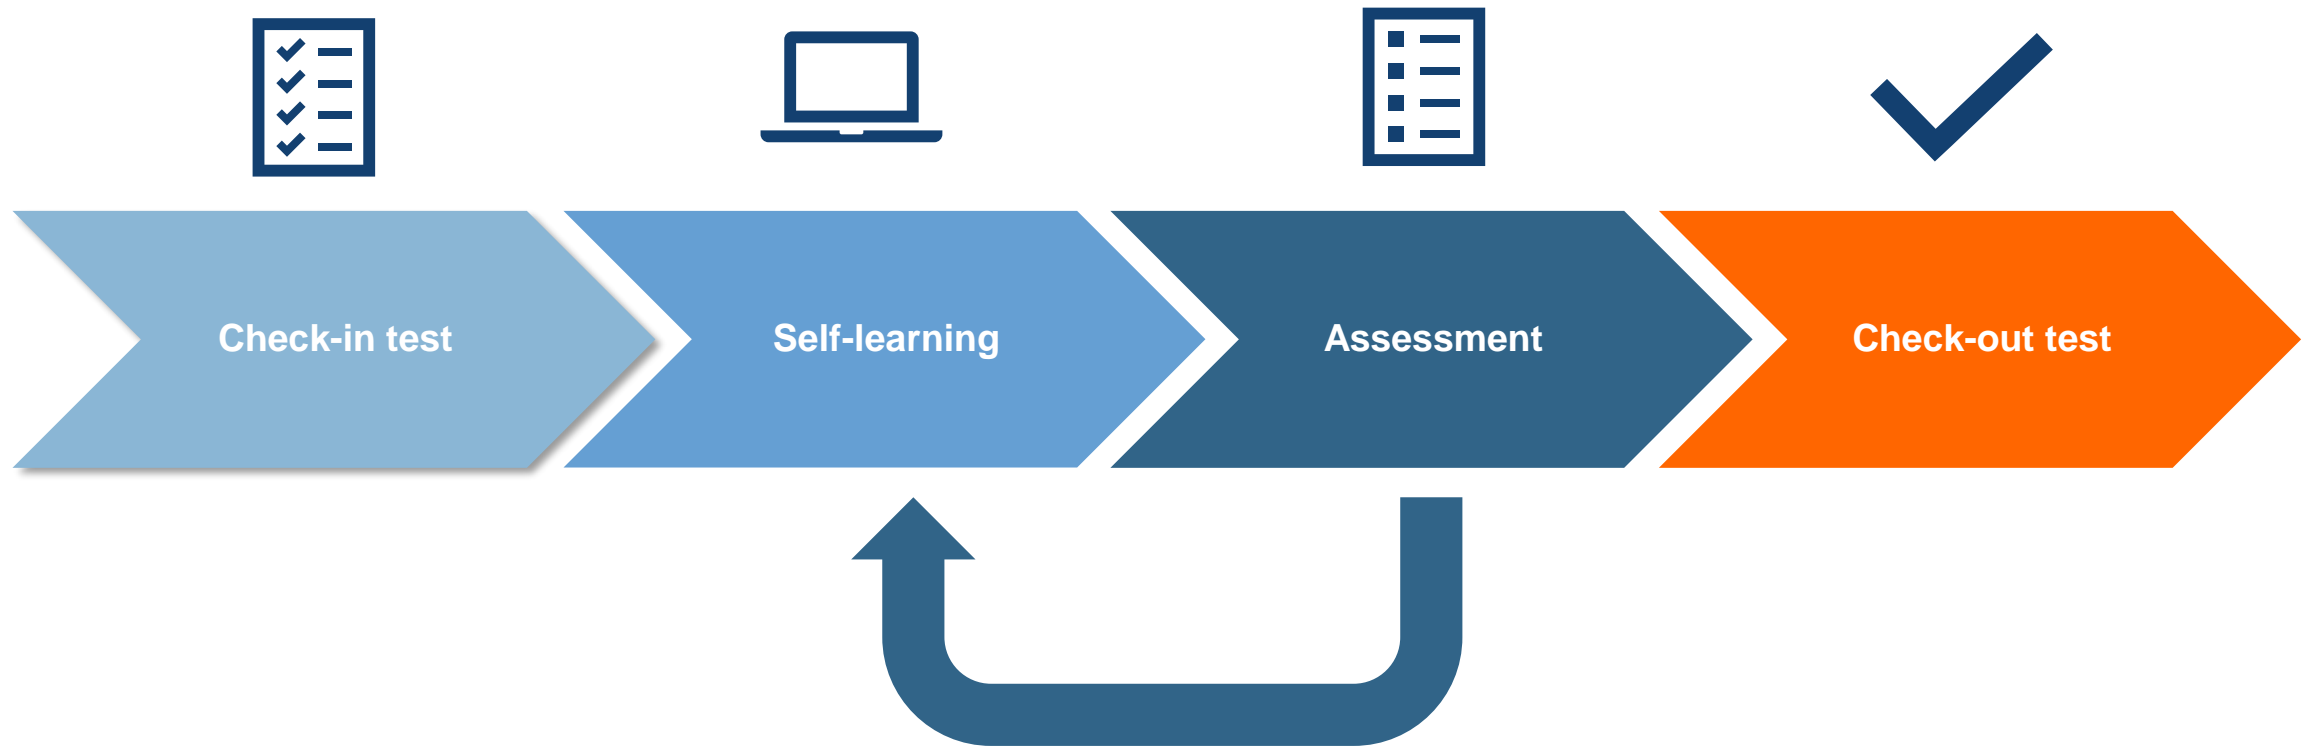 Check-in test
Self-learning
Assessment
Check-out test